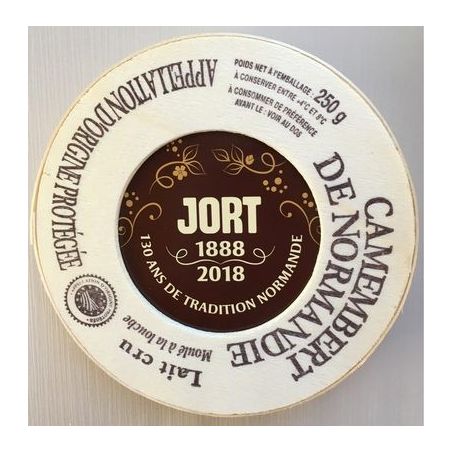 JORT
1888
2018
130 ANS DE TRADITION NORMANDE
CAMEMBERT
DE NORMANDIE
APPELLATION D'ORIGINE PROTÉGÉE
POIDS NET À L'EMBALLAGE : 250 g
À CONSERVER ENTRE +4°C ET 8°C
À CONSOMMER DE PRÉFÉRENCE
AVANT LE : VOIR AU DOS
Lait cru
Moulé à la louche